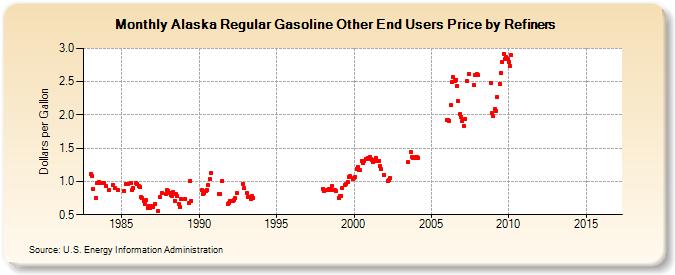 Monthly Alaska Regular Gasoline Other End Users Price by Refiners
Dollars per Gallon
3.0
2.5
2.0
1.5
1.0
0.5
1985 1990 1995 2000 2005 2010 2015
Source: U.S. Energy Information Administration